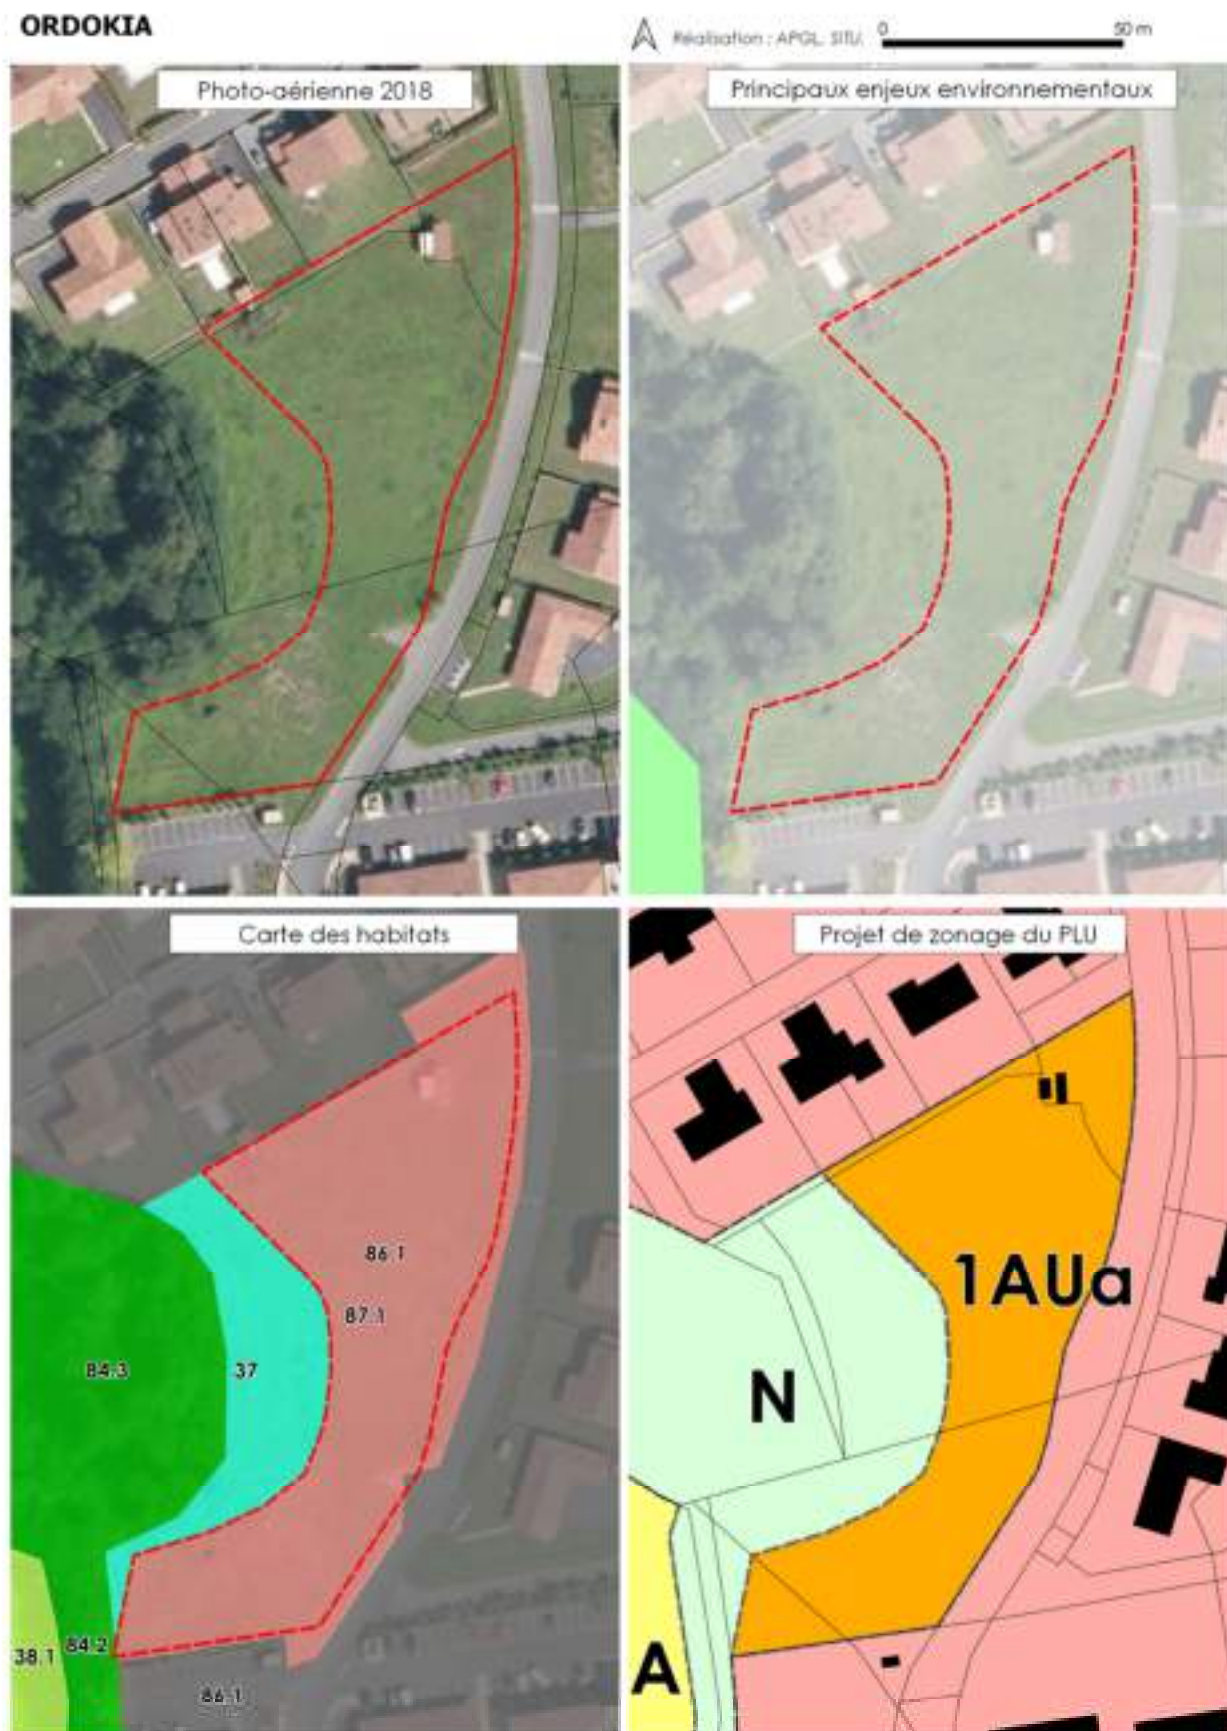 ORDOKIA
Réalisation : APGL, SITU.
0 50 m
Photo-aérienne 2018
Principaux enjeux environnementaux
Carte des habitats
Projet de zonage du PLU
86.1
87.1
84.3
37
1AUa
N
38.1
84.2
86.1
A